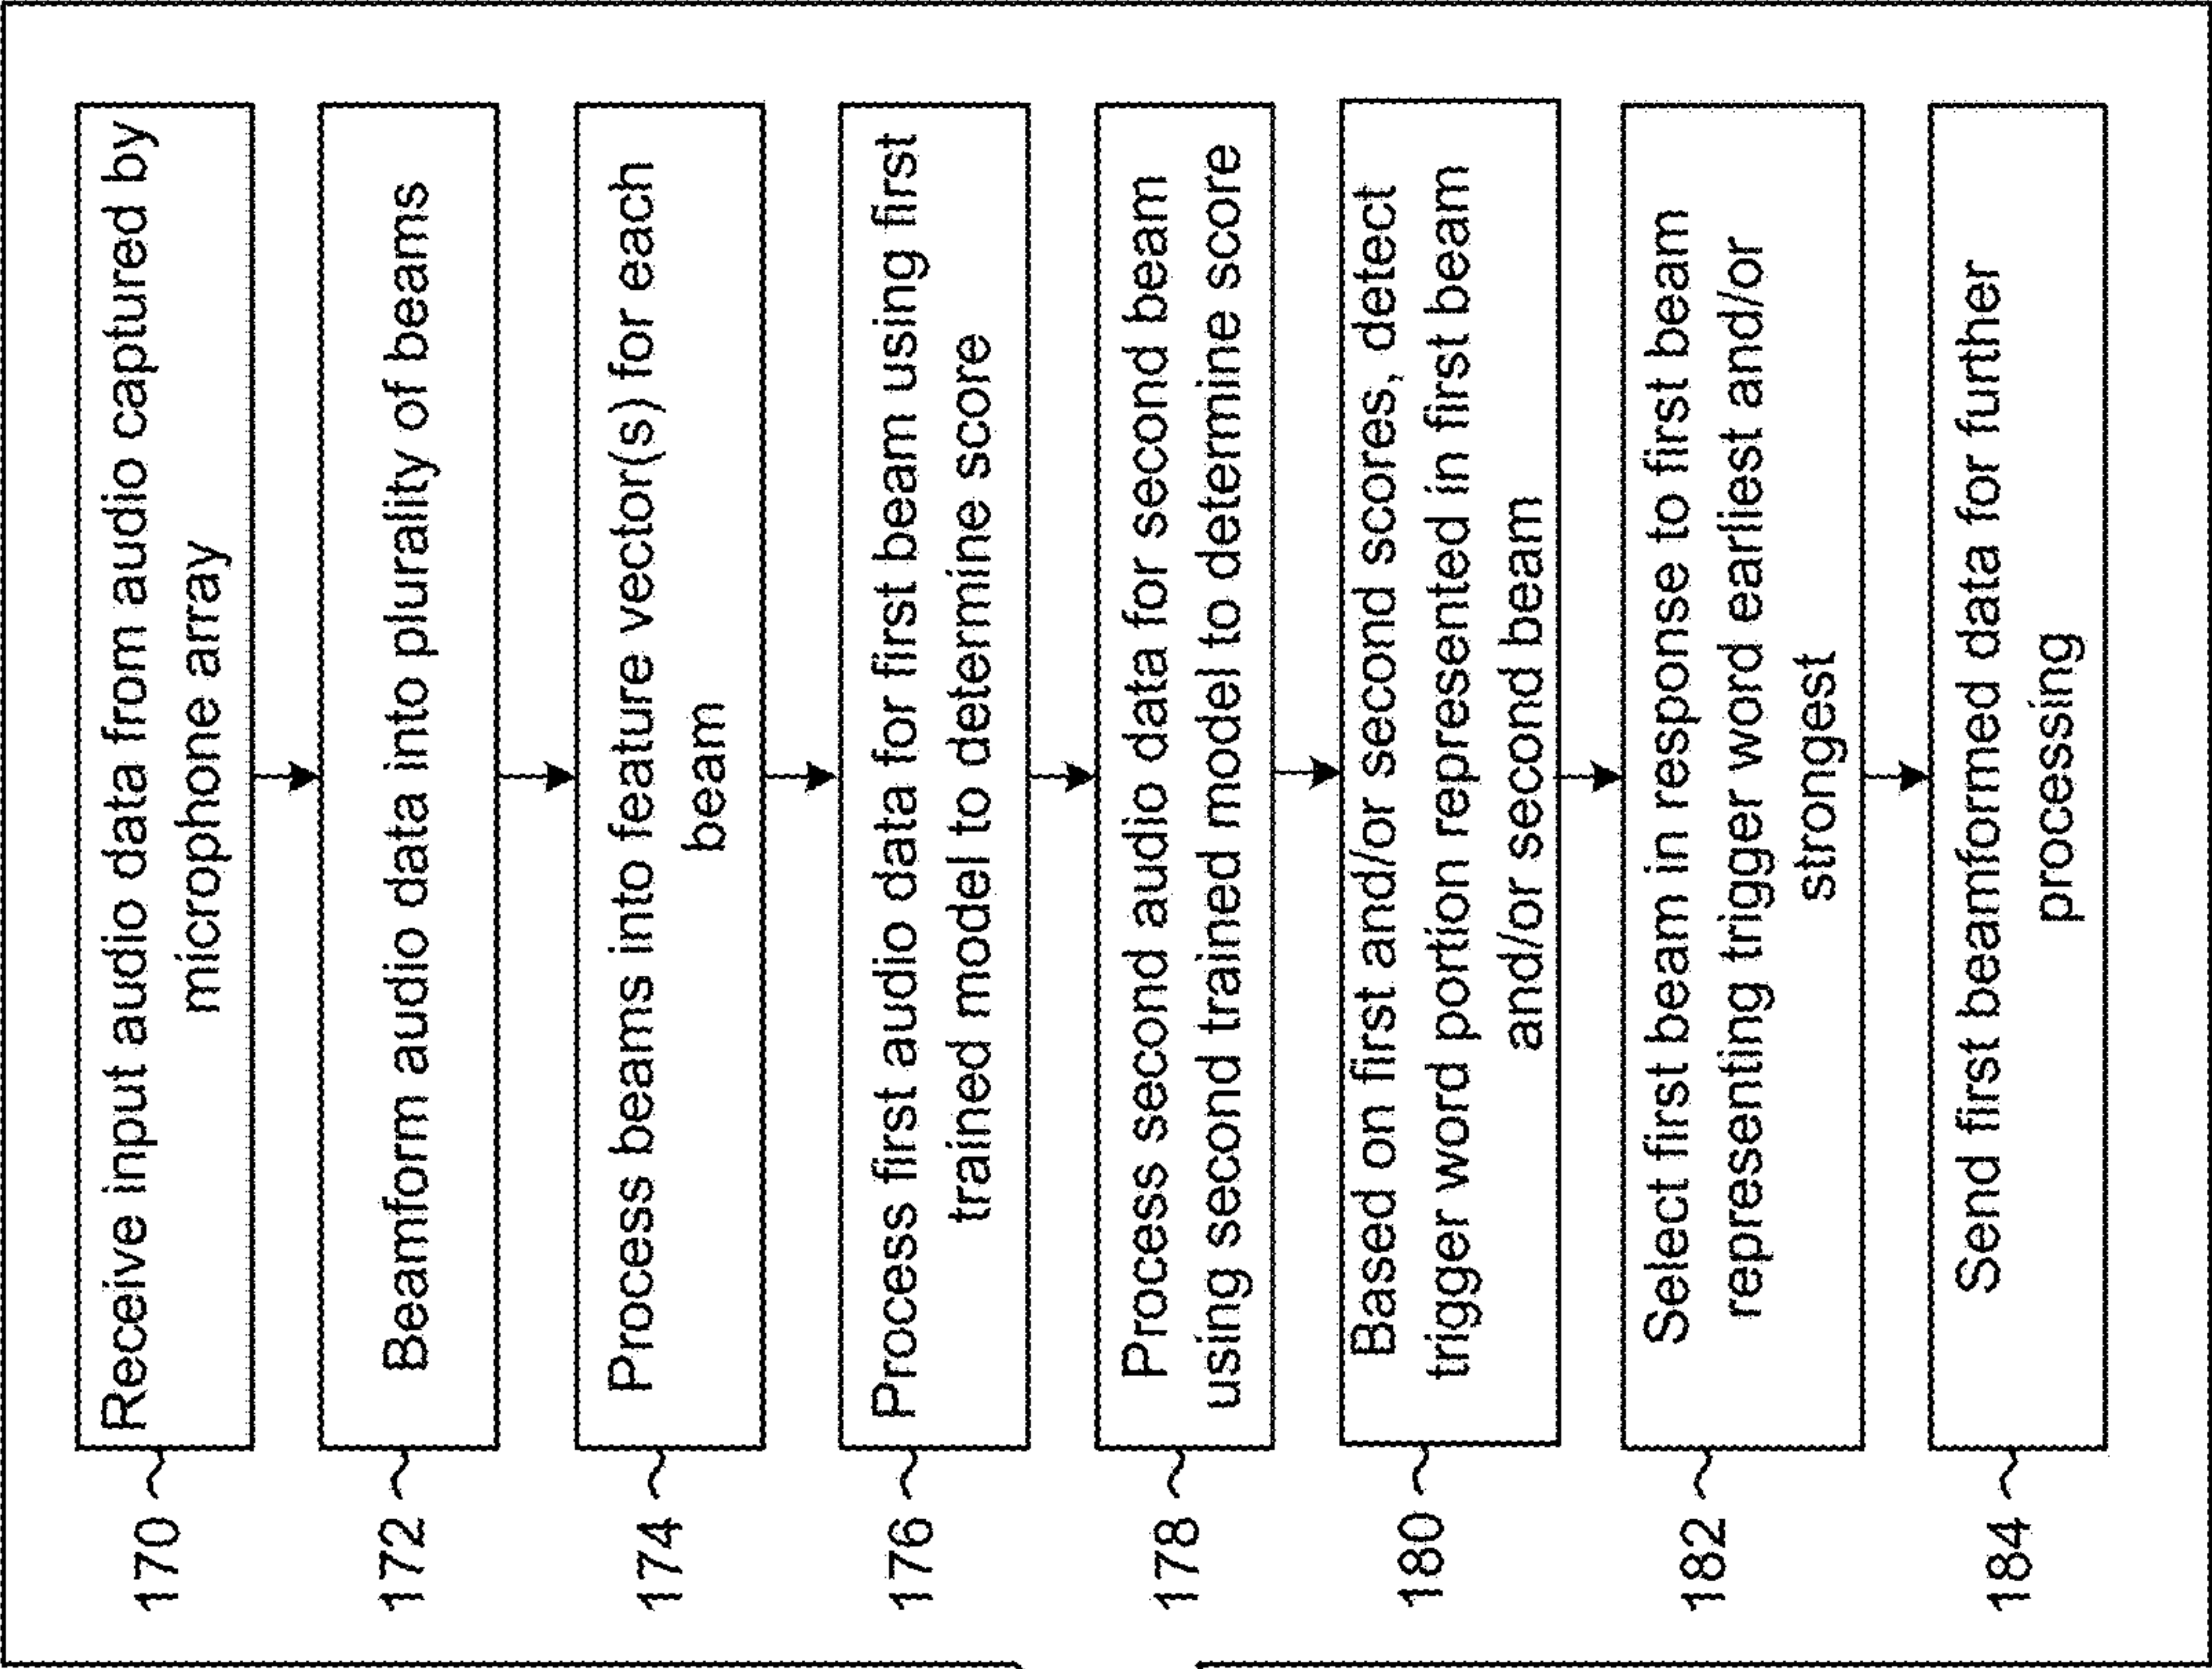 170
Receive input audio data from audio captured by
microphone array
172
Beamform audio data into plurality of beams
174
Process beams into feature vector(s) for each
beam
176
Process first audio data for first beam using first
trained model to determine score
178
Process second audio data for second beam
using second trained model to determine score
180
Based on first and/or second scores, detect
trigger word portion represented in first beam
and/or second beam
182
Select first beam in response to first beam
representing trigger word earliest and/or
strongest
184
Send first beamformed data for further
processing